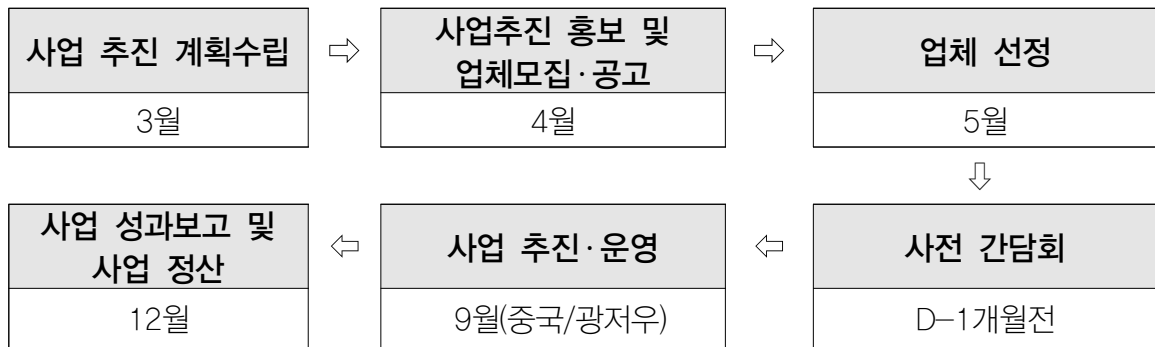 사업 추진 계획수립
⇨
사업추진 홍보 및
업체모집·공고
⇨
업체 선정
3월
4월
5월
⇩
사업 성과보고 및
사업 정산
⇦
사업 추진·운영
⇦
사전 간담회
12월
9월(중국/광저우)
D-1개월전